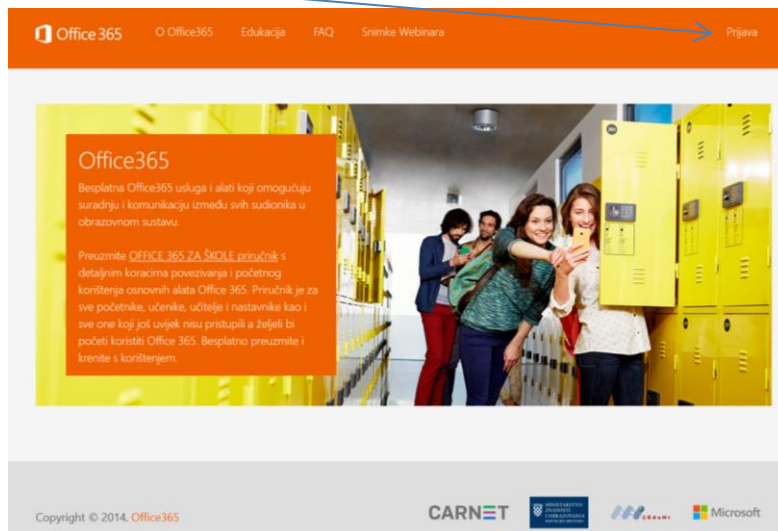 Office 365
O Office365 Edukacija FAQ Snimke Webinara Prijava
Office365
Besplatna Office365 usluga i alati koji omogućuju
suradnju i komunikaciju između svih sudionika u
obrazovnom sustavu.
Preuzmite OFFICE 365 ZA ŠKOLE priručnik s
detaljnim koracima povezivanja i početnog
korištenja osnovnih alata Office 365. Priručnik je za
sve početnike, učenike, učitelje i nastavnike kao i
sve one koji još uvijek nisu pristupili a željeli bi
početi koristiti Office 365. Besplatno preuzmite i
krenite s korištenjem.
Copyright © 2014. Office365
CARNET
MINISTARSTVO
ZNANOSTI
I OBRAZOVANJA
Microsoft